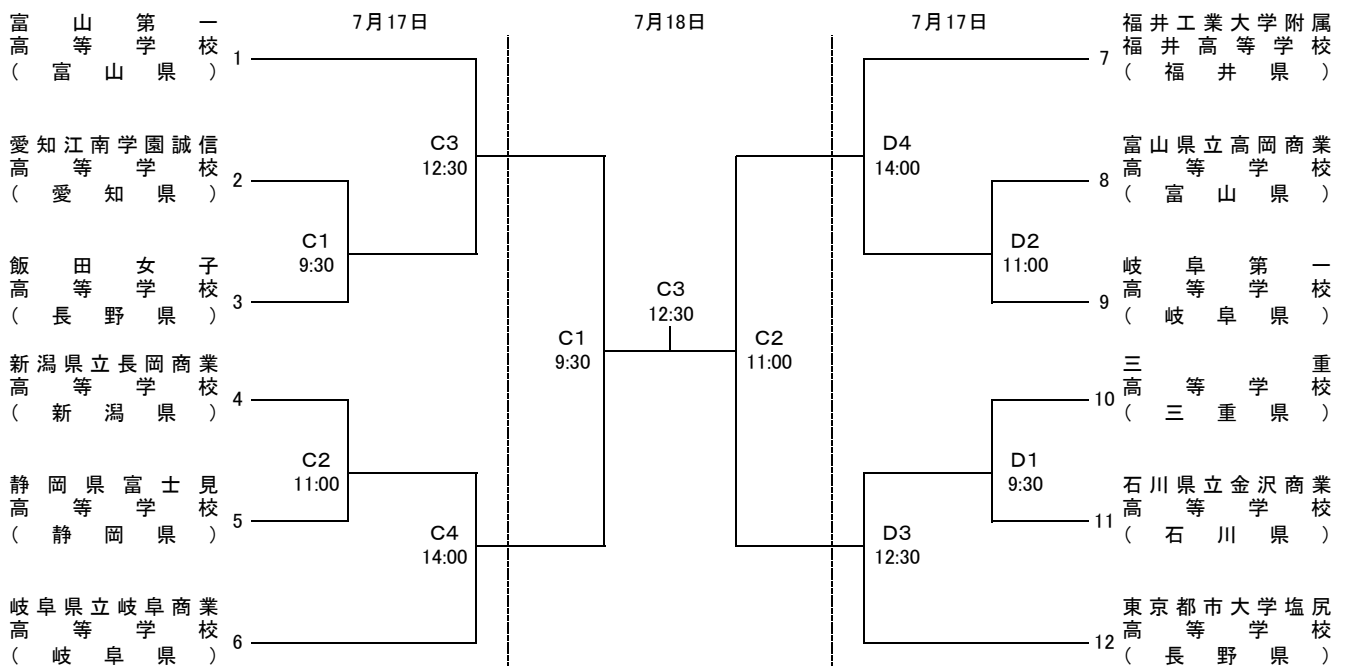 7月17日
7月18日
7月17日
富山第一
高等学校
(富山県)
1
愛知江南学園誠信
高等学校
(愛知県)
2
飯田女子
高等学校
(長野県)
3
新潟県立長岡商業
高等学校
(新潟県)
4
静岡県富士見
高等学校
(静岡県)
5
岐阜県立岐阜商業
高等学校
(岐阜県)
6
C1
9:30
C2
11:00
C3
12:30
C4
14:00
C1
9:30
C3
12:30
C2
11:00
D4
14:00
D3
12:30
D2
11:00
D1
9:30
7
福井工業大学附属
福井高等学校
(福井県)
8
富山県立高岡商業
高等学校
(富山県)
9
岐阜第一
高等学校
(岐阜県)
10
三重
高等学校
(三重県)
11
石川県立金沢商業
高等学校
(石川県)
12
東京都市大学塩尻
高等学校
(長野県)